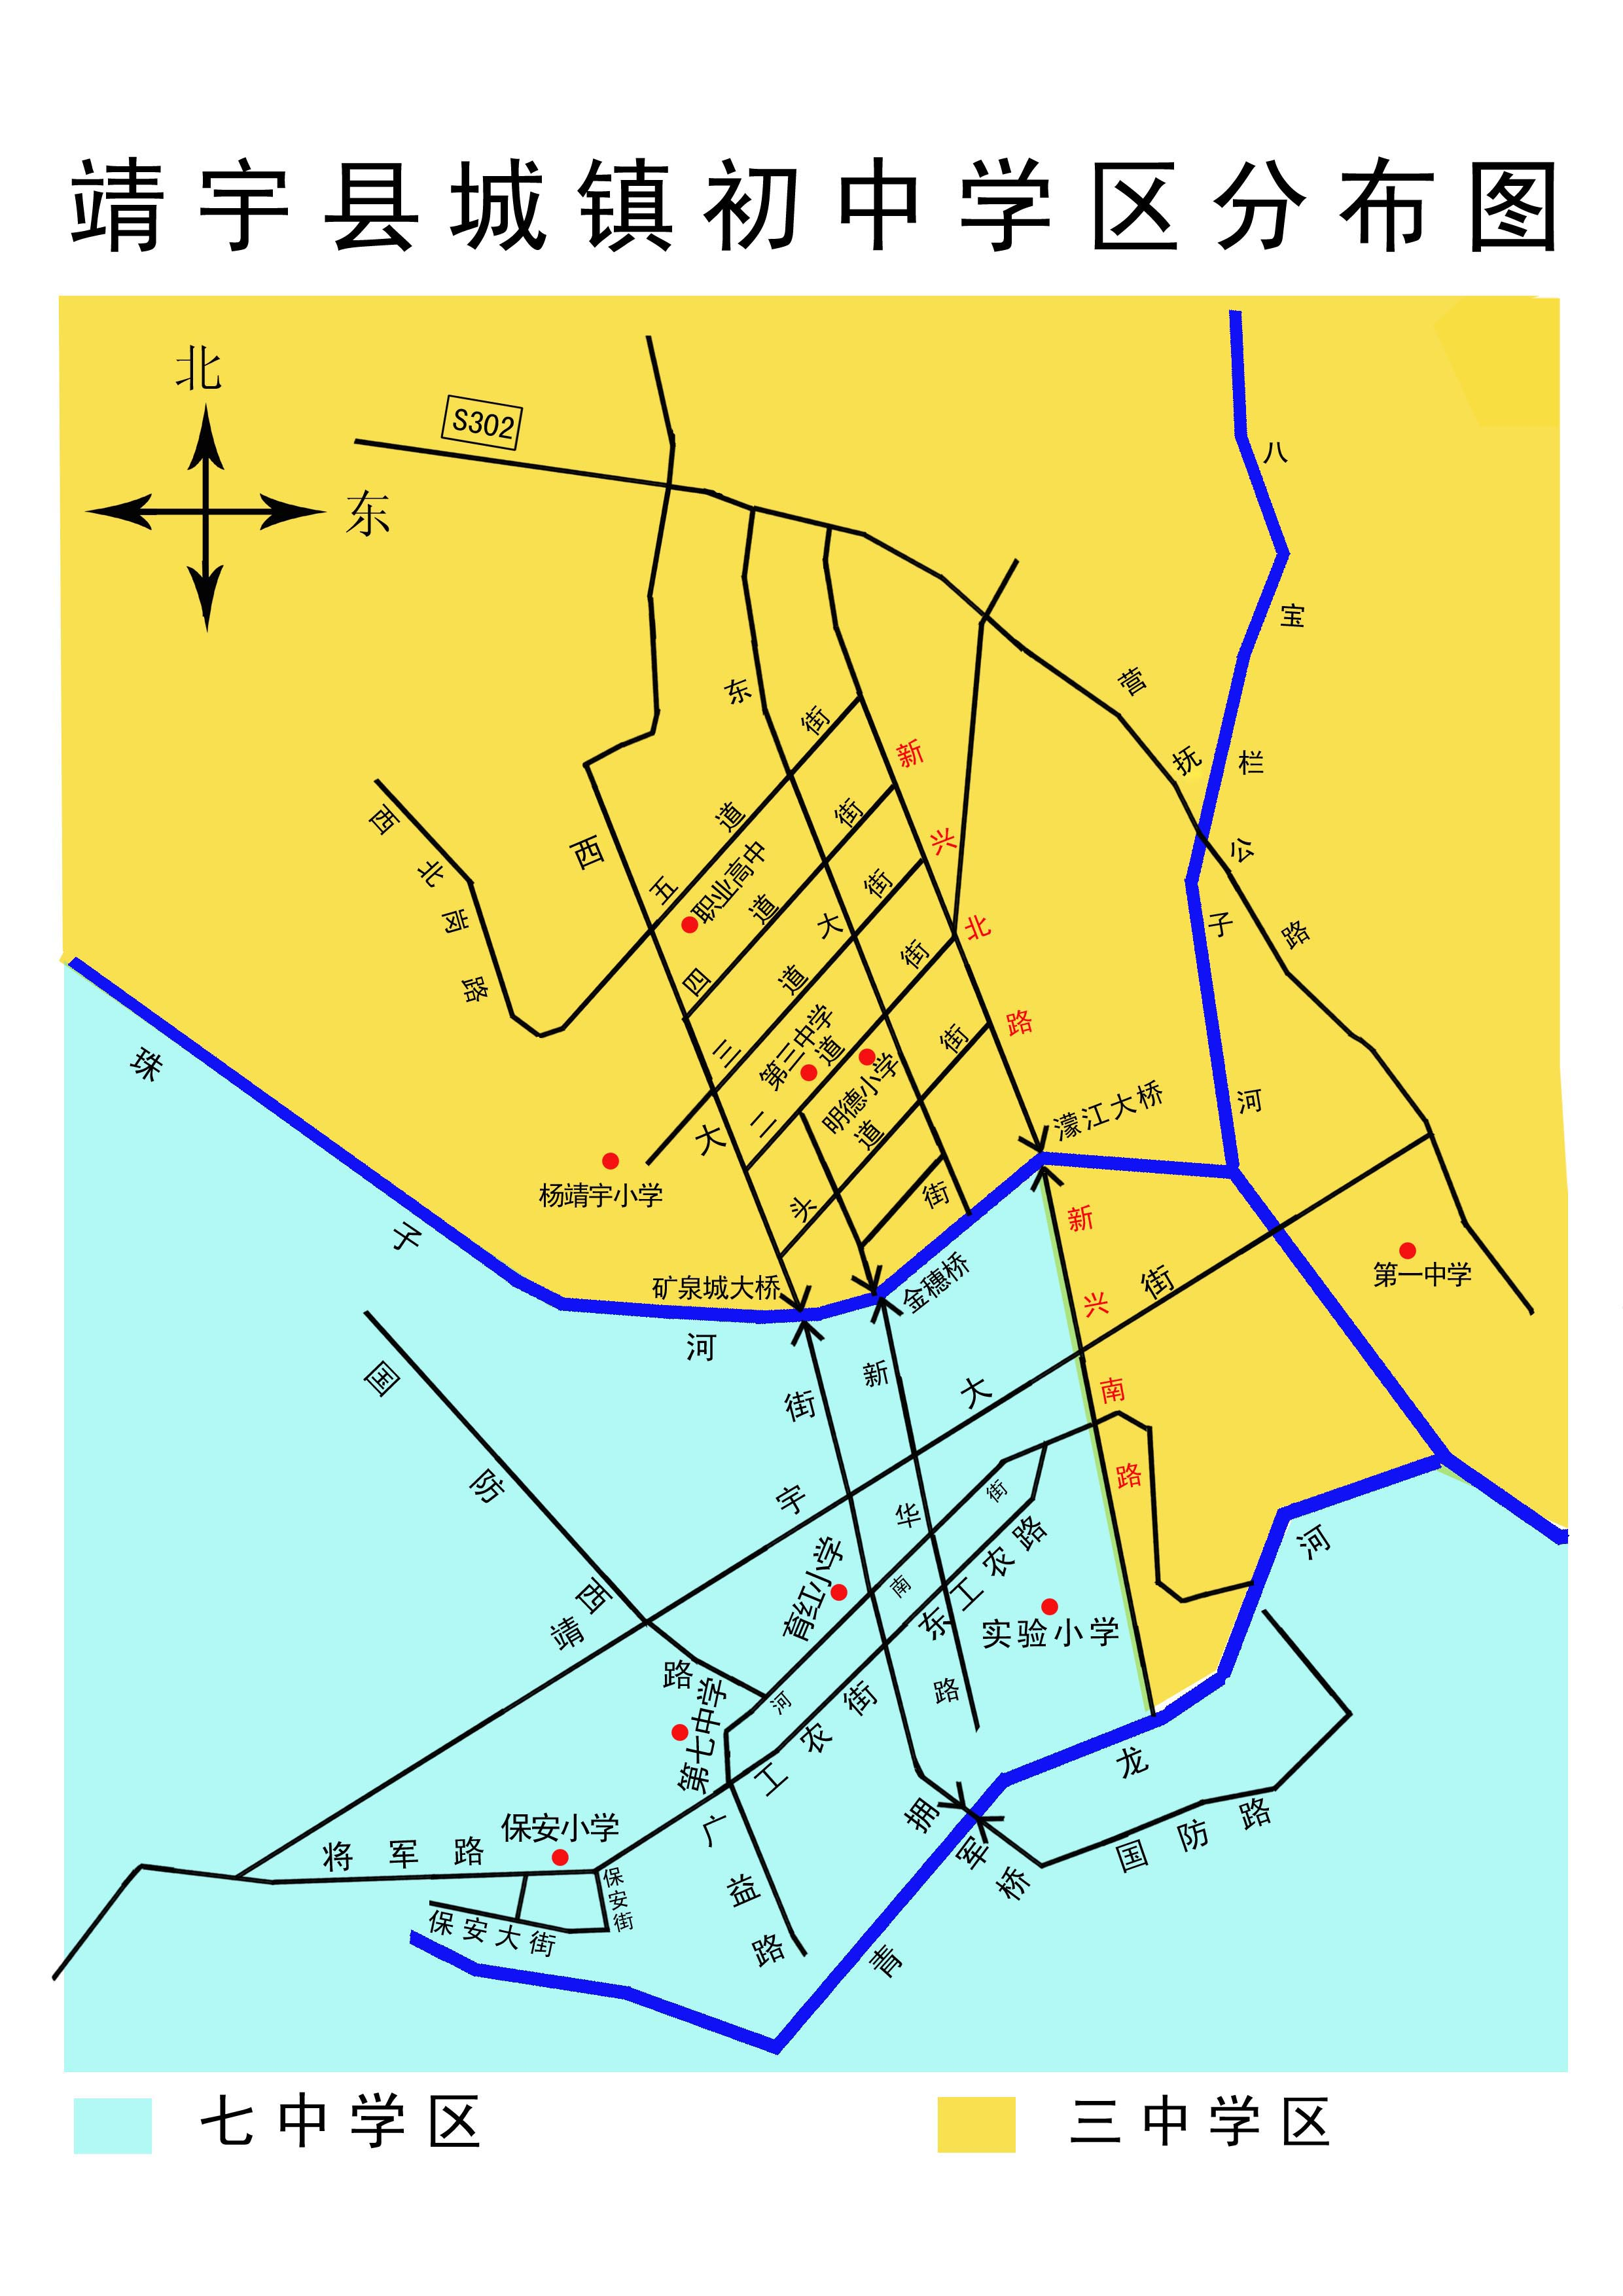 靖宇县城镇初中学区分布图
北
东
S302
八宝栏子河
营抚公路
东大街
西大街
新兴北路
五道街
四道街
三道街
二道街
头道街
西北岗路
职业高中
第三中学
明德小学
杨靖宇小学
濛江大桥
矿泉城大桥
金穗桥
珠子河
新兴南路
第一中学
靖宇大街
国防西路
新华路
南河街
育红小学
东工农路
实验小学
第七中学
工农街
广益路
将军路
保安小学
保安街
保安大街
拥军桥
国防路
青龙河
七中学区
三中学区